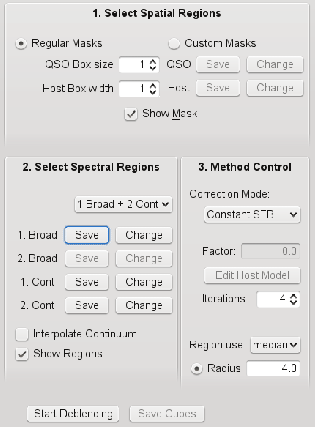 1. Select Spatial Regions
Regular Masks Custom Masks
QSO Box size 1 QSO Save Change
Host Box width 1 Host Save Change
Show Mask
2. Select Spectral Regions
1 Broad + 2 Cont
1. Broad Save Change
2. Broad Save Change
1. Cont Save Change
2. Cont Save Change
Interpolate Continuum
Show Regions
3. Method Control
Correction Mode:
Constant SFB
Factor: 0.0
Edit Host Model
Iterations 4
Region use median
Radius 4.0
Start Deblending Save Cubes